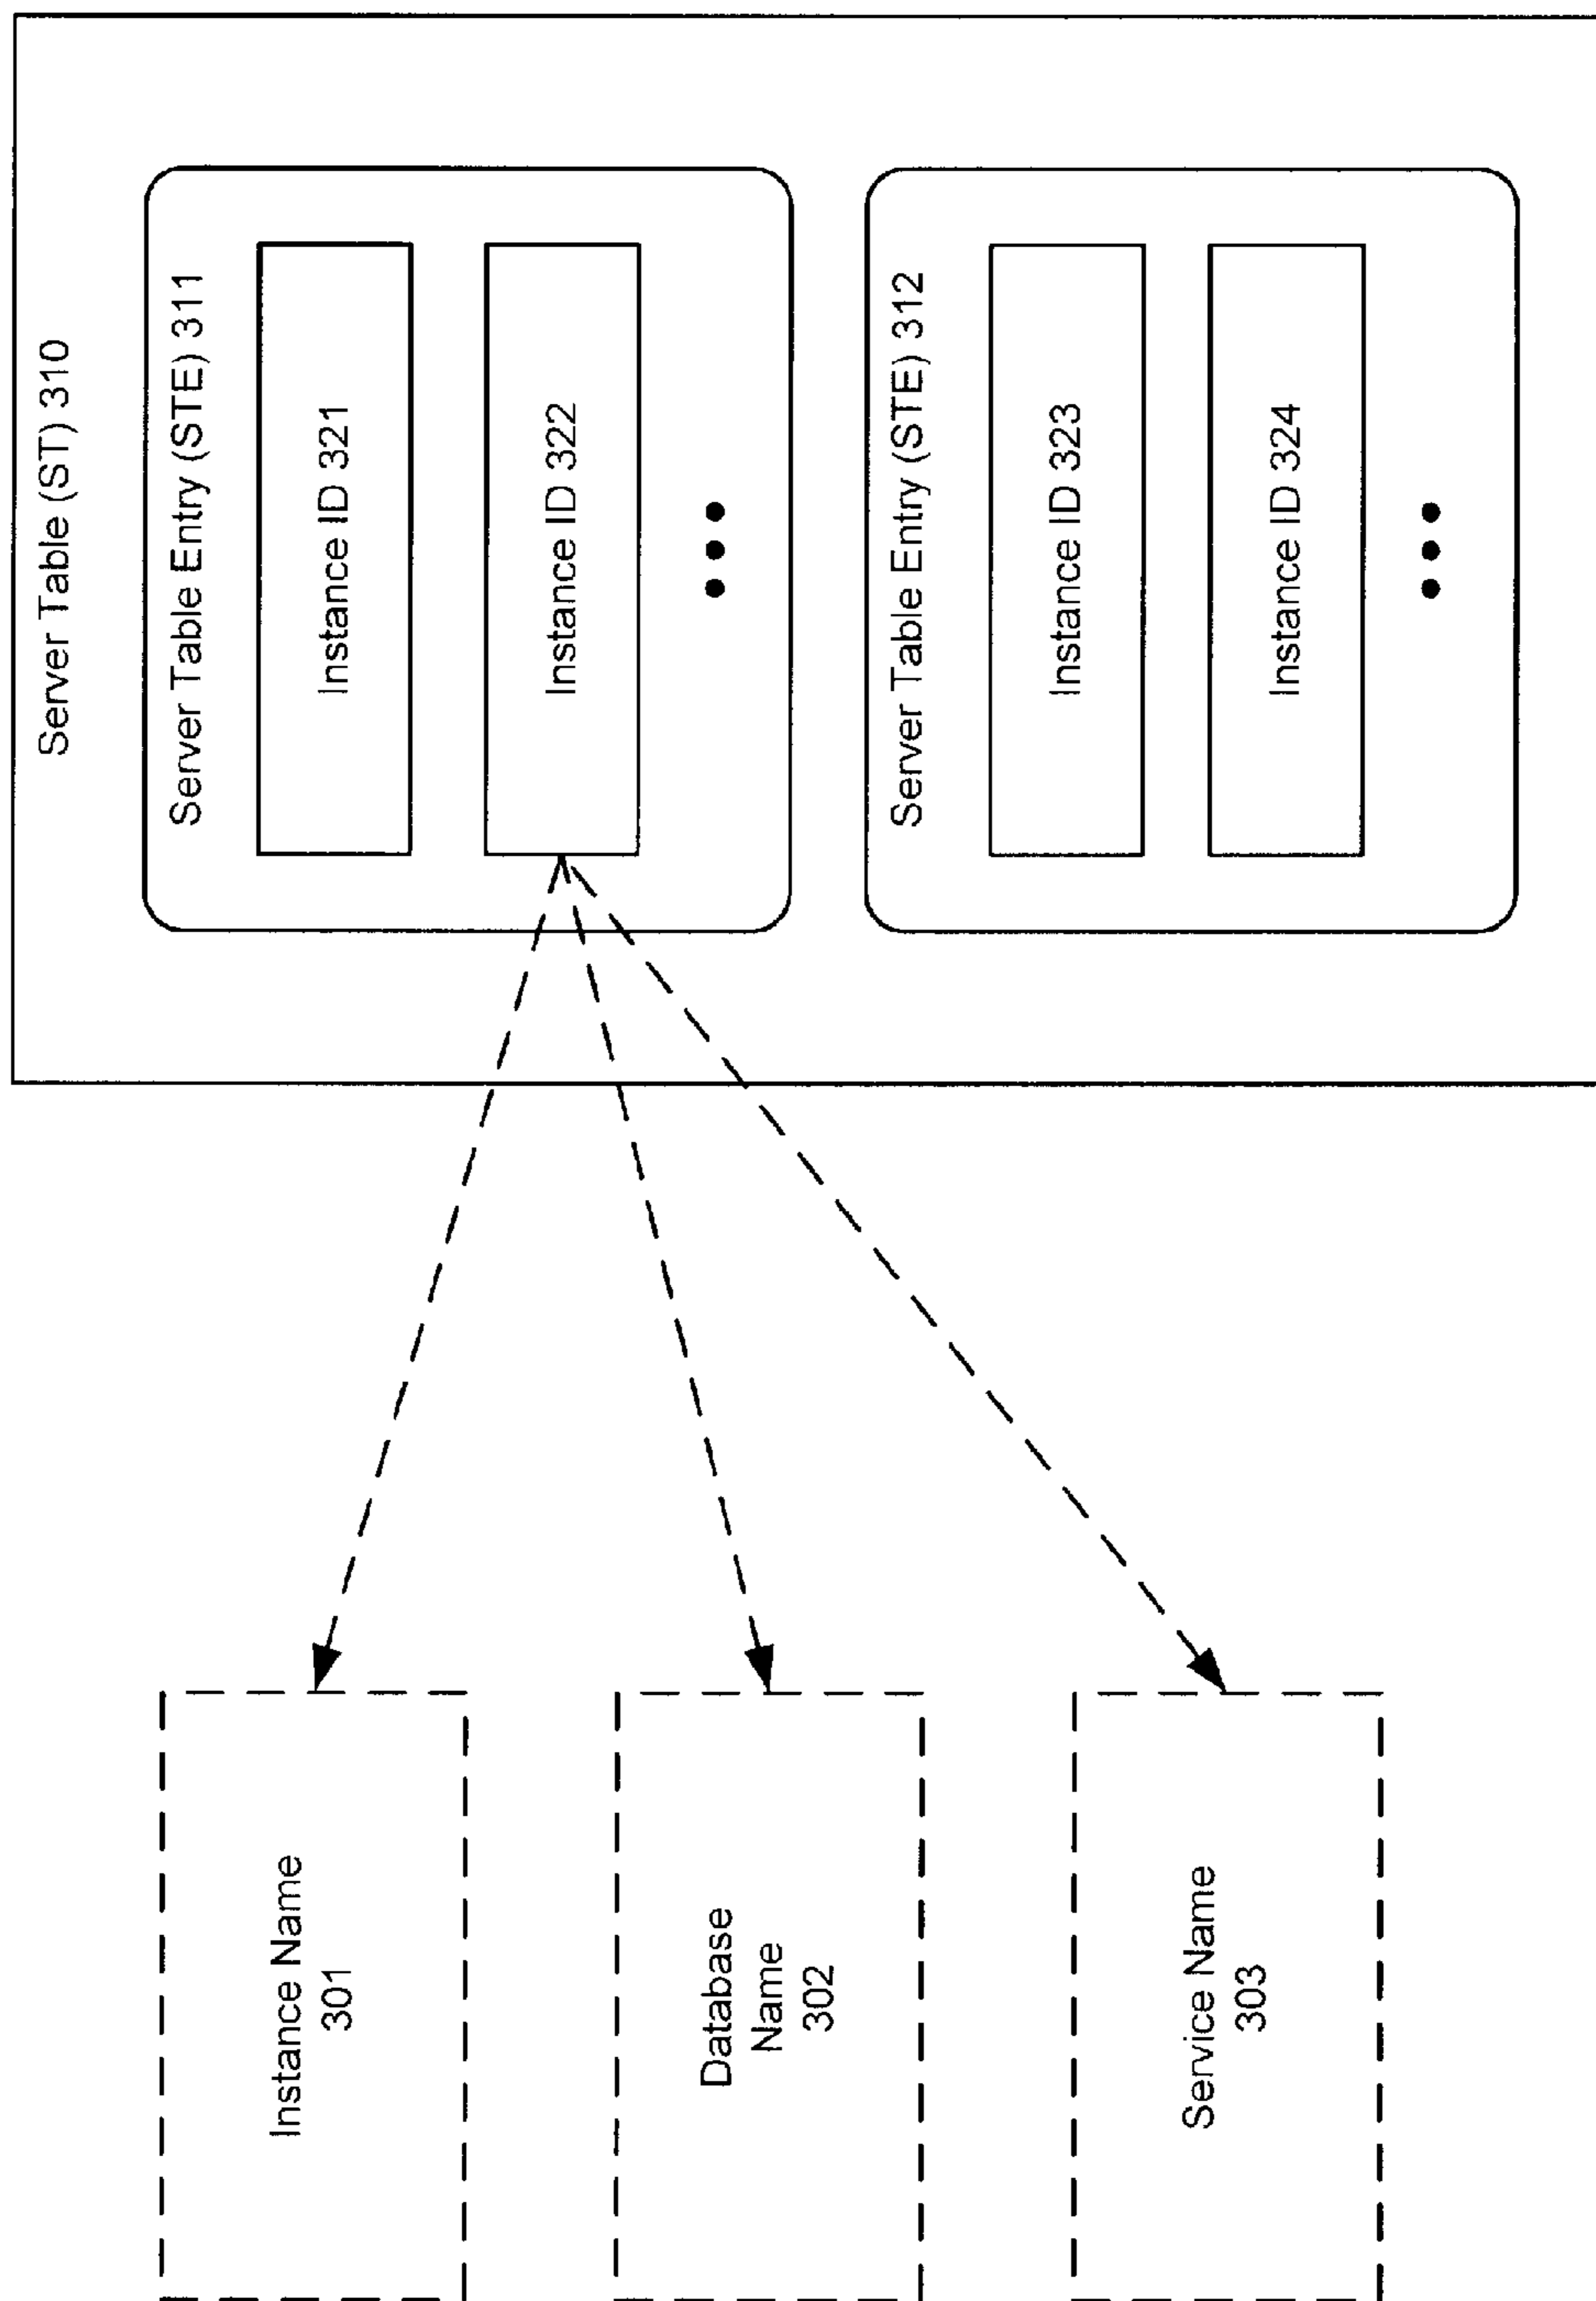 Server Table (ST) 310
Server Table Entry (STE) 311
Instance ID 321
Instance ID 322
Server Table Entry (STE) 312
Instance ID 323
Instance ID 324
Instance Name
301
Database
Name
302
Service Name
303